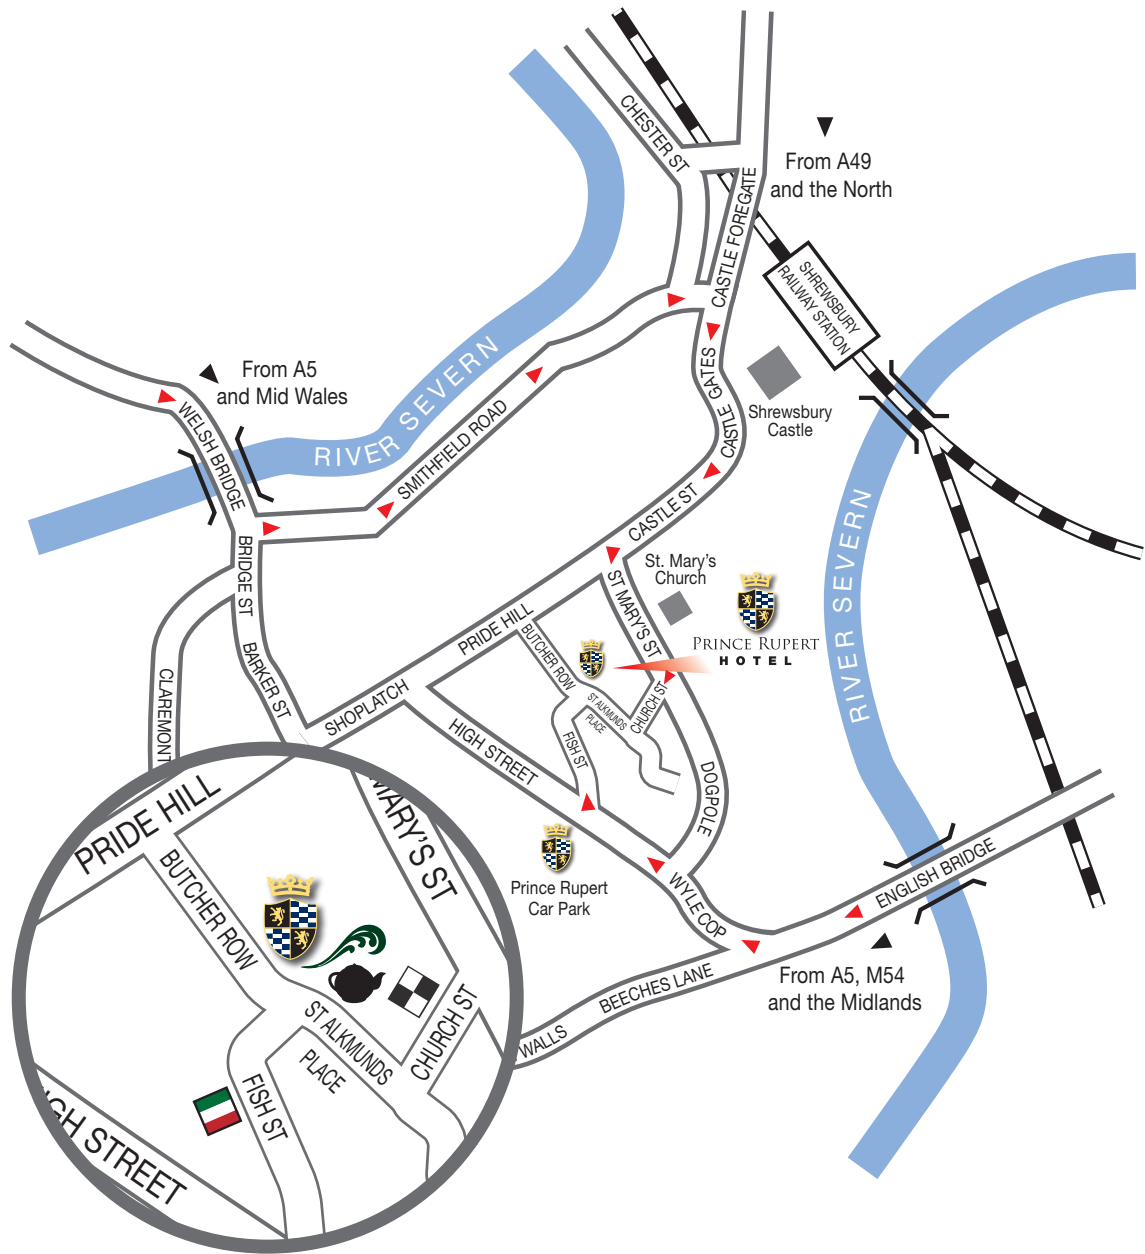 CHESTER ST
From A49
and the North
CASTLE FOREGATE
SHREWSBURY
RAILWAY STATION
From A5
and Mid Wales
RIVER SEVERN
WELSH BRIDGE
SMITHFIELD ROAD
CASTLE GATES
CASTLE
Shrewsbury
Castle
CASTLE ST
RIVER SEVERN
RIVER SEVERN
BRIDGE ST
St. Mary's
Church
ST MARY'S ST
PRINCE RUPERT
HOTEL
PRIDE HILL
BUTCHER ROW
BARKER ST
CLAREMONT
SHOPLATCH
ST ALKMUNDS
PLACE
CHURCH ST
HIGH STREET
FISH ST
DOGPOLE
Prince Rupert
Car Park
WYLE COP
ENGLISH BRIDGE
From A5, M54
and the Midlands
BEECHES LANE
WALLS
PRIDE HILL
MARY'S ST
BUTCHER ROW
ST ALKMUNDS
PLACE
CHURCH ST
FISH ST
GH STREET